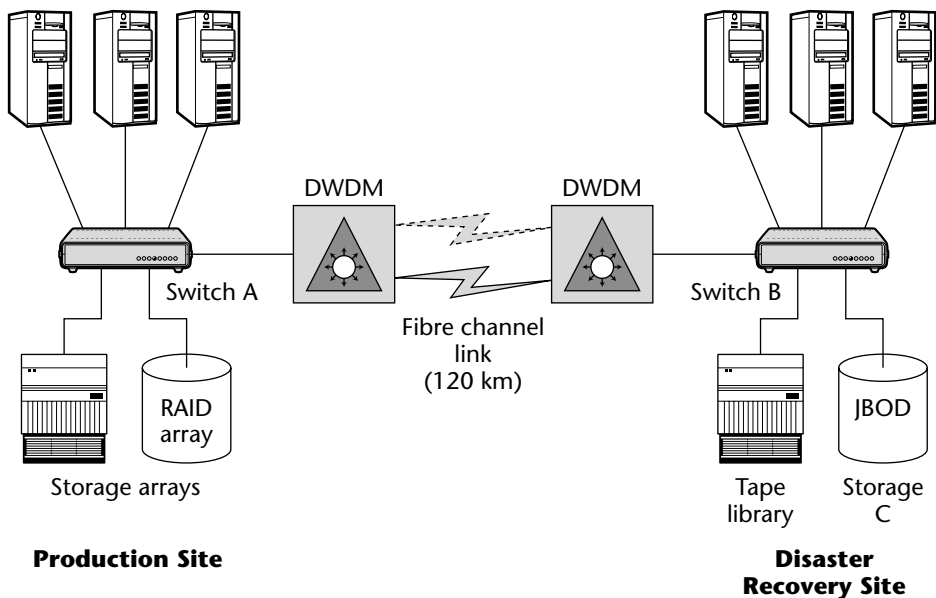 DWDM
DWDM
Switch A
Switch B
Fibre channel
link
(120 km)
RAID
array
JBOD
Storage arrays
Tape
library
Storage
C
Production Site
Disaster
Recovery Site